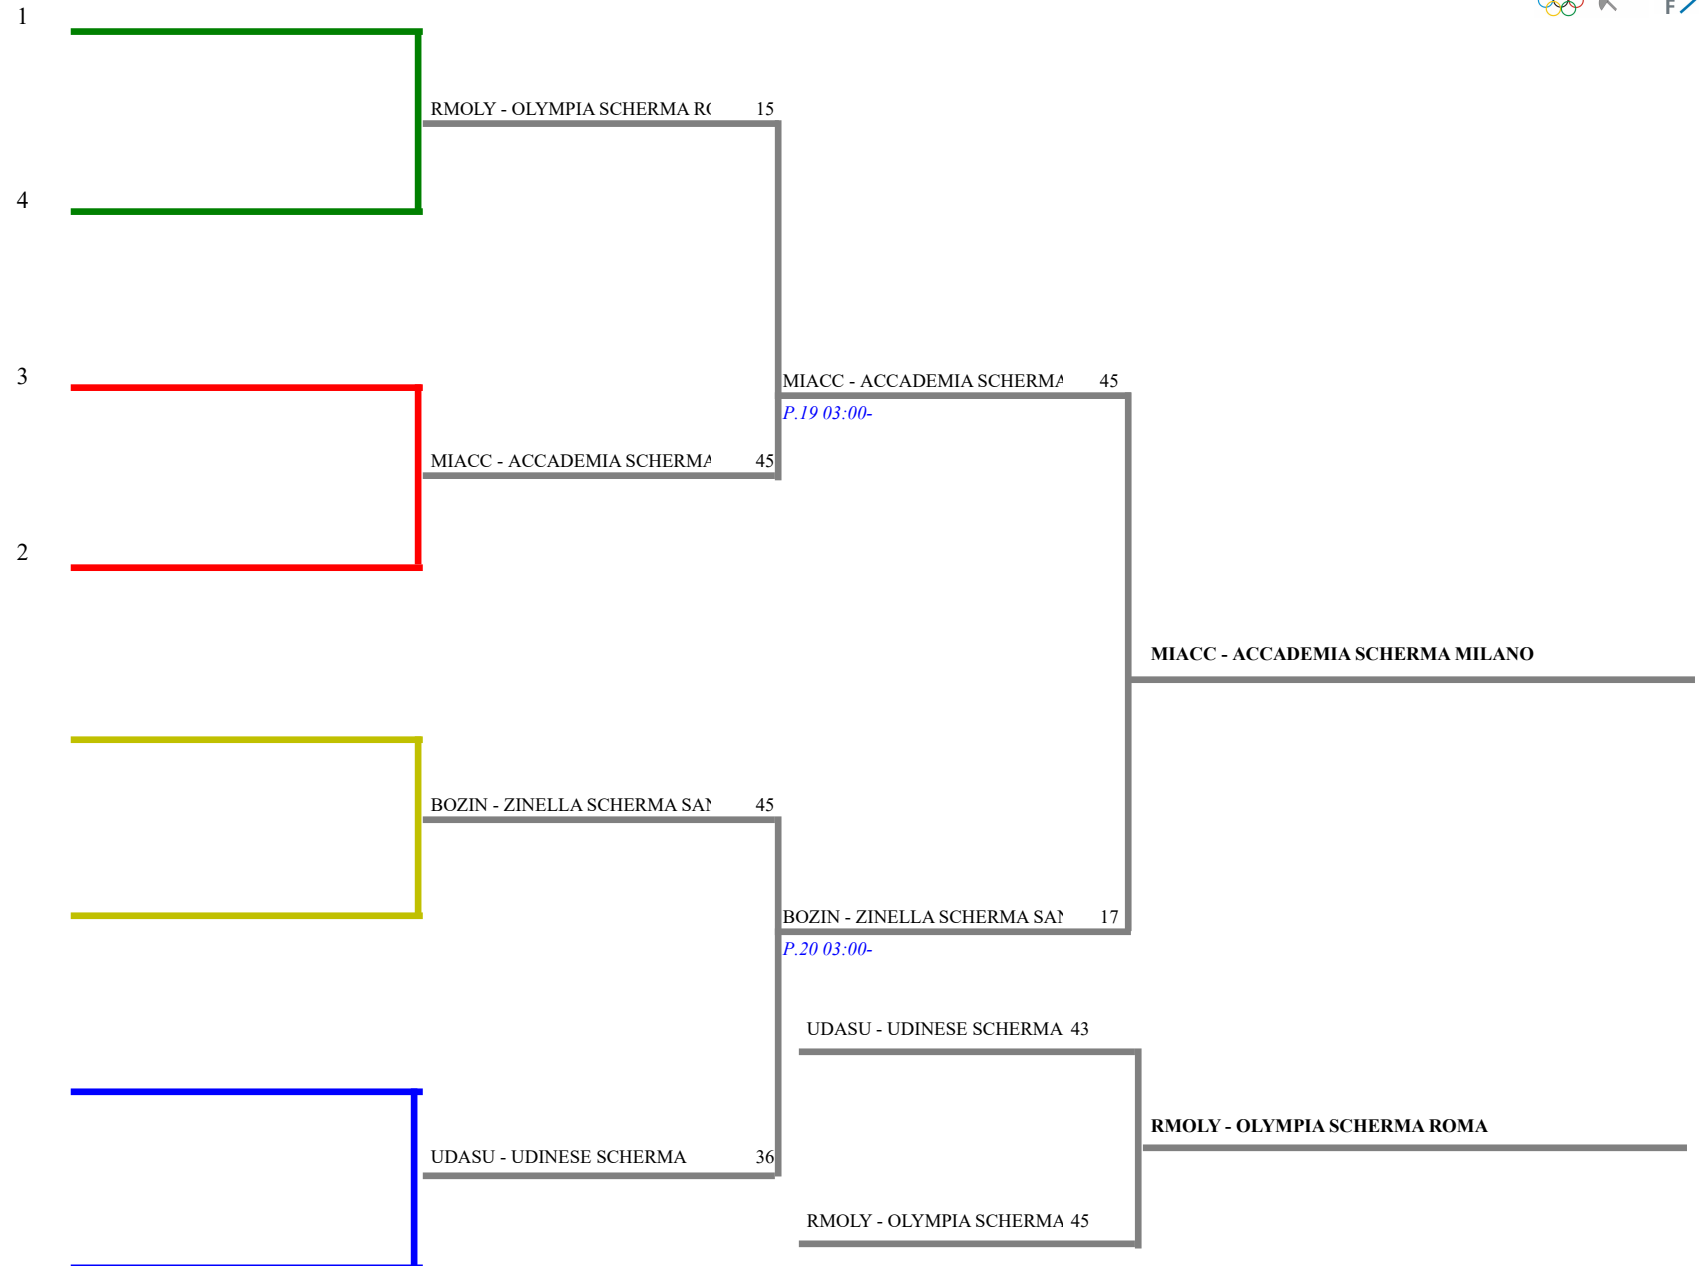 1
F
RMOLY - OLYMPIA SCHERMA 15
4
3
MIACC - ACCADEMIA SCHERMA 45
P.19 03:00-
MIACC - ACCADEMIA SCHERMA 45
2
MIACC - ACCADEMIA SCHERMA MILANO
BOZIN - ZINELLA SCHERMA SAN 45
BOZIN - ZINELLA SCHERMA SAN 17
P.20 03:00-
UDASU - UDINESE SCHERMA 43
RMOLY - OLYMPIA SCHERMA ROMA
UDASU - UDINESE SCHERMA 36
RMOLY - OLYMPIA SCHERMA 45